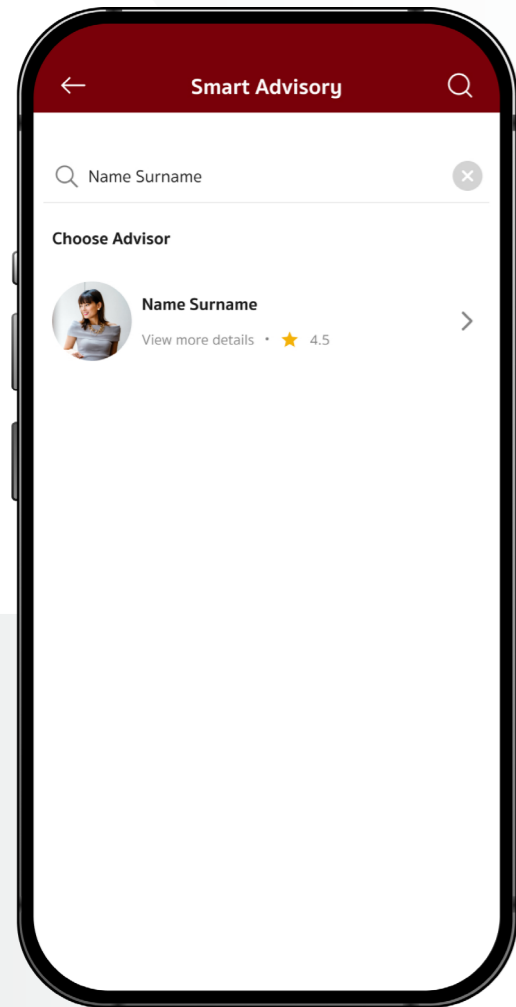 Smart Advisory
Name Surname
Choose Advisor
Name Surname
View more details • ★ 4.5